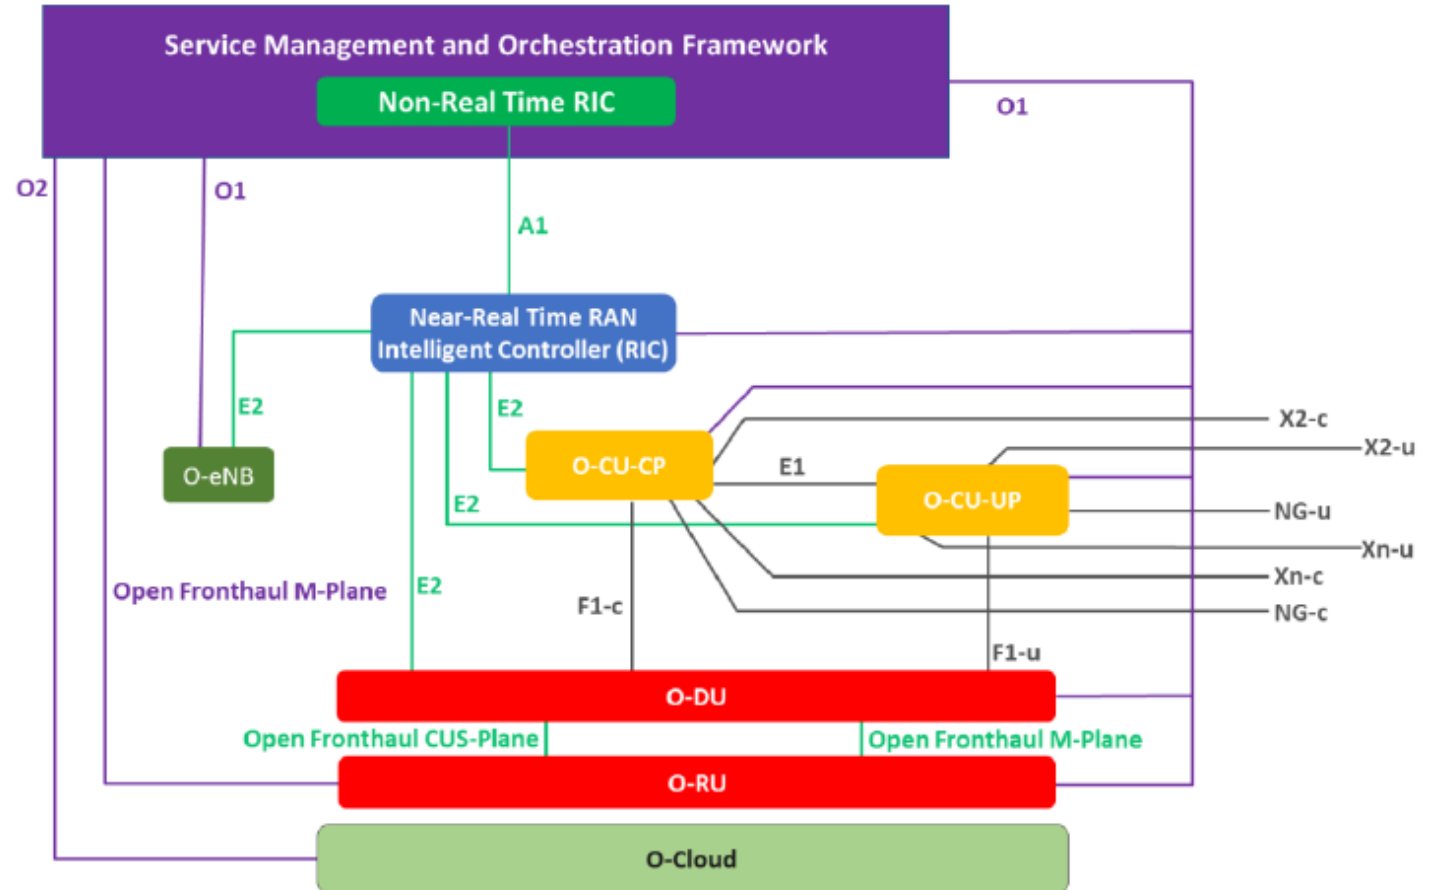 Service Management and Orchestration Framework
Non-Real Time RIC
O1
O2
O1
A1
Near-Real Time RAN
Intelligent Controller (RIC)
E2
E2
O-eNB
O-CU-CP
E1
O-CU-UP
X2-c
X2-u
E2
NG-u
Xn-u
Open Fronthaul M-Plane
E2
F1-c
Xn-c
NG-c
F1-u
O-DU
Open Fronthaul CUS-Plane
Open Fronthaul M-Plane
O-RU
O-Cloud